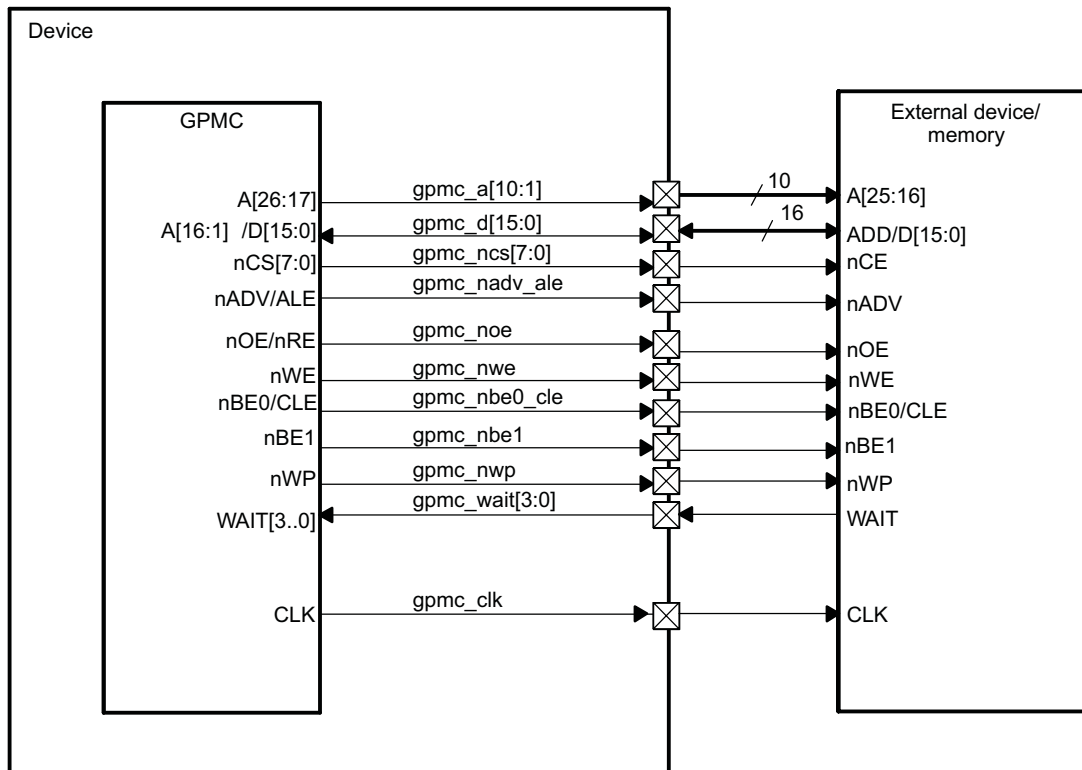 Device
GPMC
External device/
memory
A[26:17]
gpmc_a[10:1]
10
A[25:16]
A[16:1] /D[15:0]
gpmc_d[15:0]
16
ADD/D[15:0]
nCS[7:0]
gpmc_ncs[7:0]
nCE
nADV/ALE
gpmc_nadv_ale
nADV
nOE/nRE
gpmc_noe
nOE
nWE
gpmc_nwe
nWE
nBE0/CLE
gpmc_nbe0_cle
nBE0/CLE
nBE1
gpmc_nbe1
nBE1
nWP
gpmc_nwp
nWP
WAIT[3..0]
gpmc_wait[3:0]
WAIT
CLK
gpmc_clk
CLK